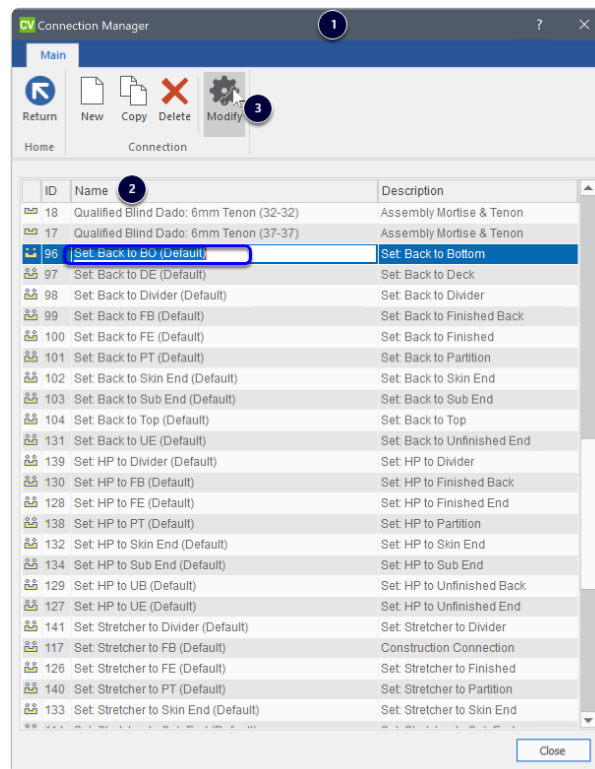 CV Connection Manager 1 ?
Main
Return New Copy Delete Modify 3
Home Connection
ID Name 2 Description
18 Qualified Blind Dado: 6mm Tenon (32-32) Assembly Mortise & Tenon
17 Qualified Blind Dado: 6mm Tenon (37-37) Assembly Mortise & Tenon
96 Set: Back to BO (Default) Set: Back to Bottom
97 Set: Back to DE (Default) Set: Back to Deck
98 Set: Back to Divider (Default) Set: Back to Divider
99 Set: Back to FB (Default) Set: Back to Finished Back
100 Set: Back to FE (Default) Set: Back to Finished
101 Set: Back to PT (Default) Set: Back to Partition
102 Set: Back to Skin End (Default) Set: Back to Skin End
103 Set: Back to Sub End (Default) Set: Back to Sub End
104 Set: Back to Top (Default) Set: Back to Top
131 Set: Back to UE (Default) Set: Back to Unfinished End
139 Set: HP to Divider (Default) Set: HP to Divider
130 Set: HP to FB (Default) Set: HP to Finished Back
128 Set: HP to FE (Default) Set: HP to Finished End
138 Set: HP to PT (Default) Set: HP to Partition
132 Set: HP to Skin End (Default) Set: HP to Skin End
134 Set: HP to Sub End (Default) Set: HP to Sub End
129 Set: HP to UB (Default) Set: HP to Unfinished Back
127 Set: HP to UE (Default) Set: HP to Unfinished End
141 Set: Stretcher to Divider (Default) Set: Stretcher to Divider
117 Set: Stretcher to FB (Default) Construction Connection
126 Set: Stretcher to FE (Default) Set: Stretcher to Finished
140 Set: Stretcher to PT (Default) Set: Stretcher to Partition
133 Set: Stretcher to Skin End (Default) Set: Stretcher to Skin End
Close